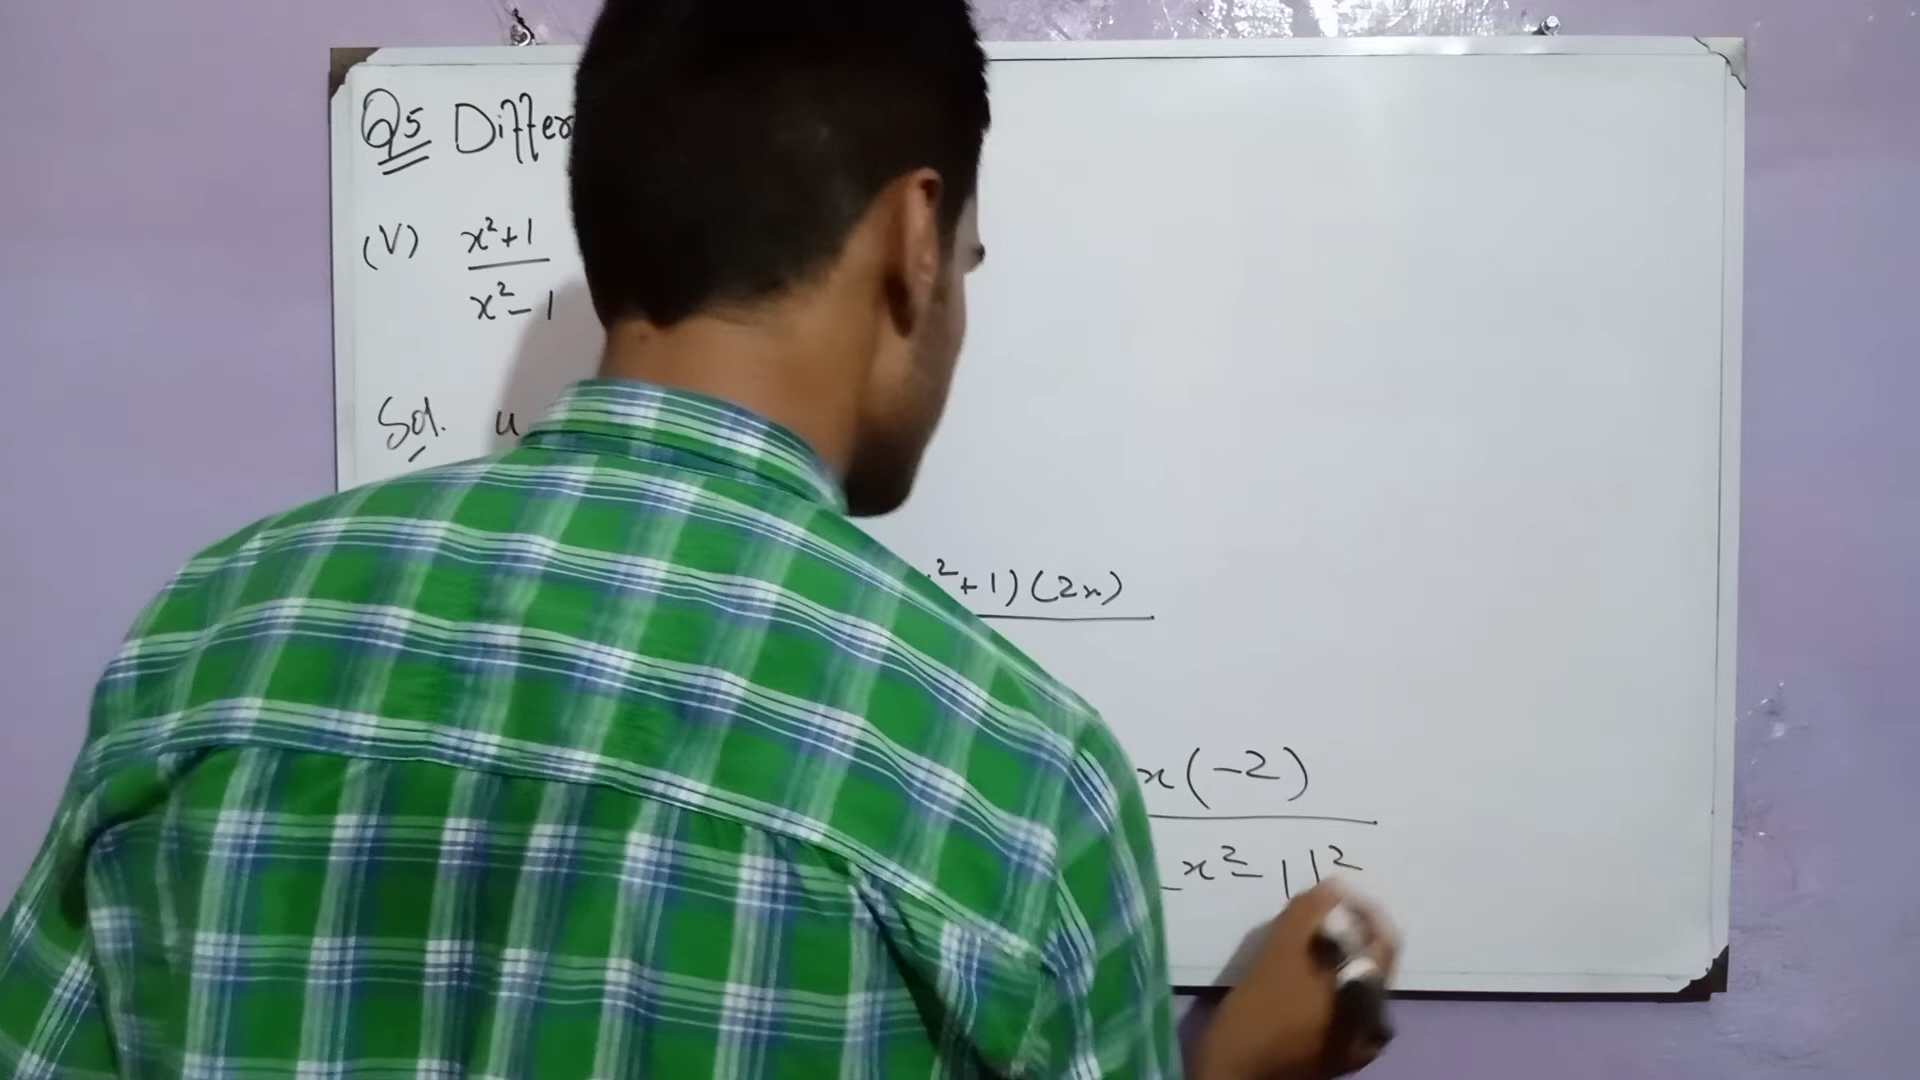 Q5 Differ
(V) x²+1
x²-1
Sol. u
²+1)(2x)
x(-2)
x²-1)²